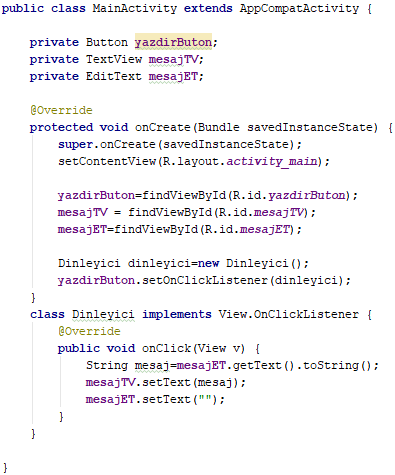 public class MainActivity extends AppCompatActivity {
private Button yazdirButon;
private TextView mesajTV;
private EditText mesajET;
@Override
protected void onCreate(Bundle savedInstanceState) {
super.onCreate(savedInstanceState);
setContentView(R.layout.activity_main);
yazdirButon=findViewById(R.id.yazdirButon);
mesajTV = findViewById(R.id.mesajTV);
mesajET=findViewById(R.id.mesajET);
Dinleyici dinleyici=new Dinleyici();
yazdirButon.setOnClickListener(dinleyici);
}
class Dinleyici implements View.OnClickListener {
@Override
public void onClick(View v) {
String mesaj=mesajET.getText().toString();
mesajTV.setText(mesaj);
mesajET.setText("");
}
}
}